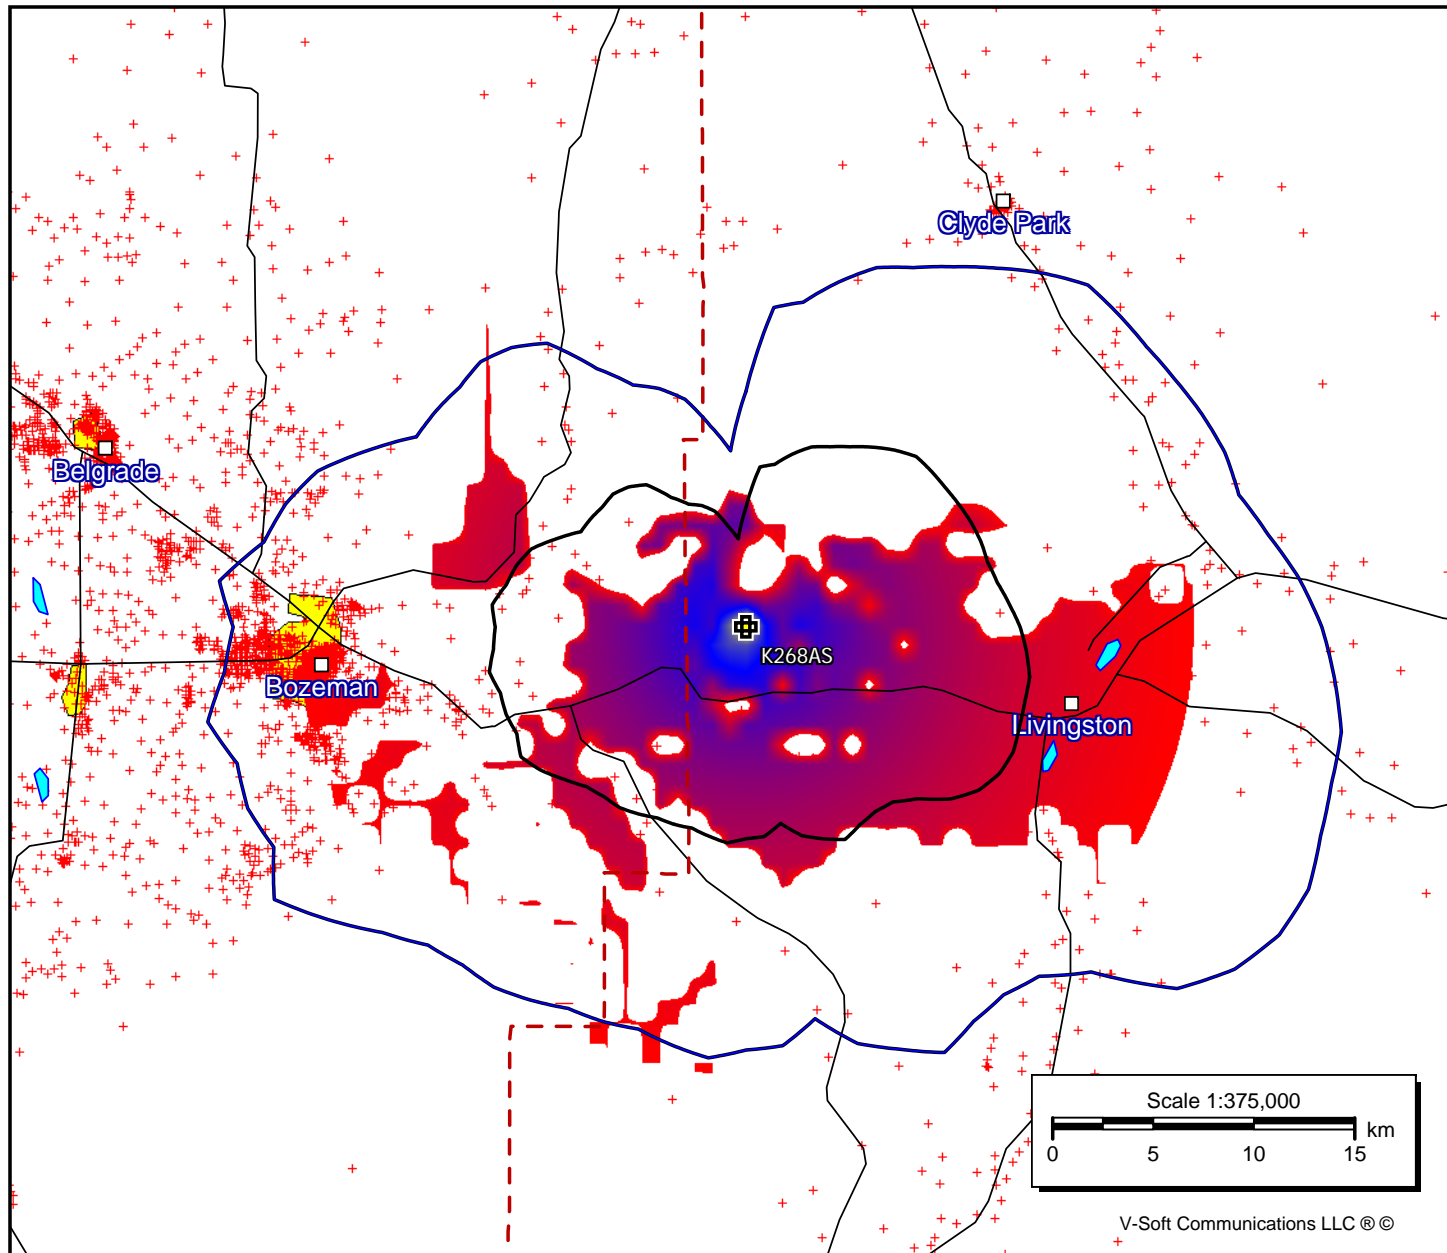 Clyde Park
Belgrade
K268AS
Bozeman
Livingston
Scale 1:375,000
km
0 5 10 15
V-Soft Communications LLC ® ©